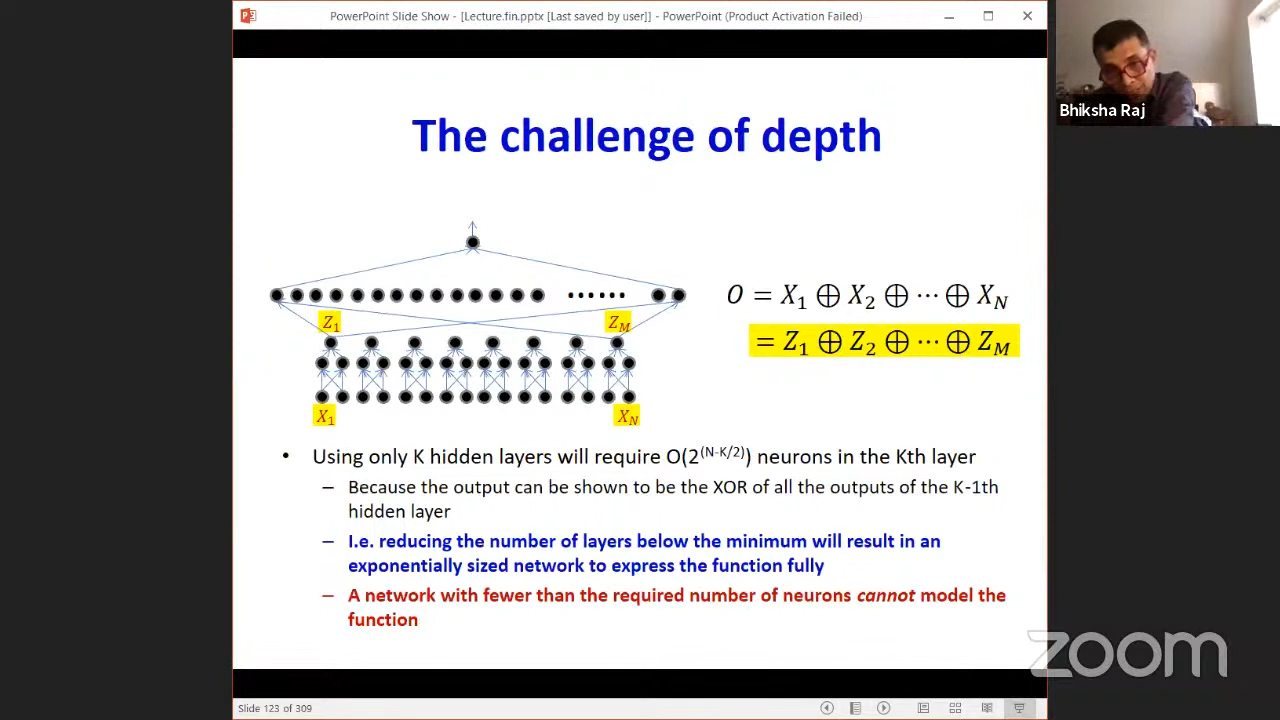 PowerPoint Slide Show - [Lecture.fin.pptx [Last saved by user]] - PowerPoint (Product Activation Failed)
Bhiksha Raj
The challenge of depth
Z₁
Z_M
X₁
X_N
O = X₁ ⊕ X₂ ⊕ ⋯ ⊕ X_N
= Z₁ ⊕ Z₂ ⊕ ⋯ ⊕ Z_M
• Using only K hidden layers will require O(2^(N-K/2)) neurons in the Kth layer
– Because the output can be shown to be the XOR of all the outputs of the K-1th
hidden layer
– I.e. reducing the number of layers below the minimum will result in an
exponentially sized network to express the function fully
– A network with fewer than the required number of neurons cannot model the
function
zoom
Slide 123 of 309